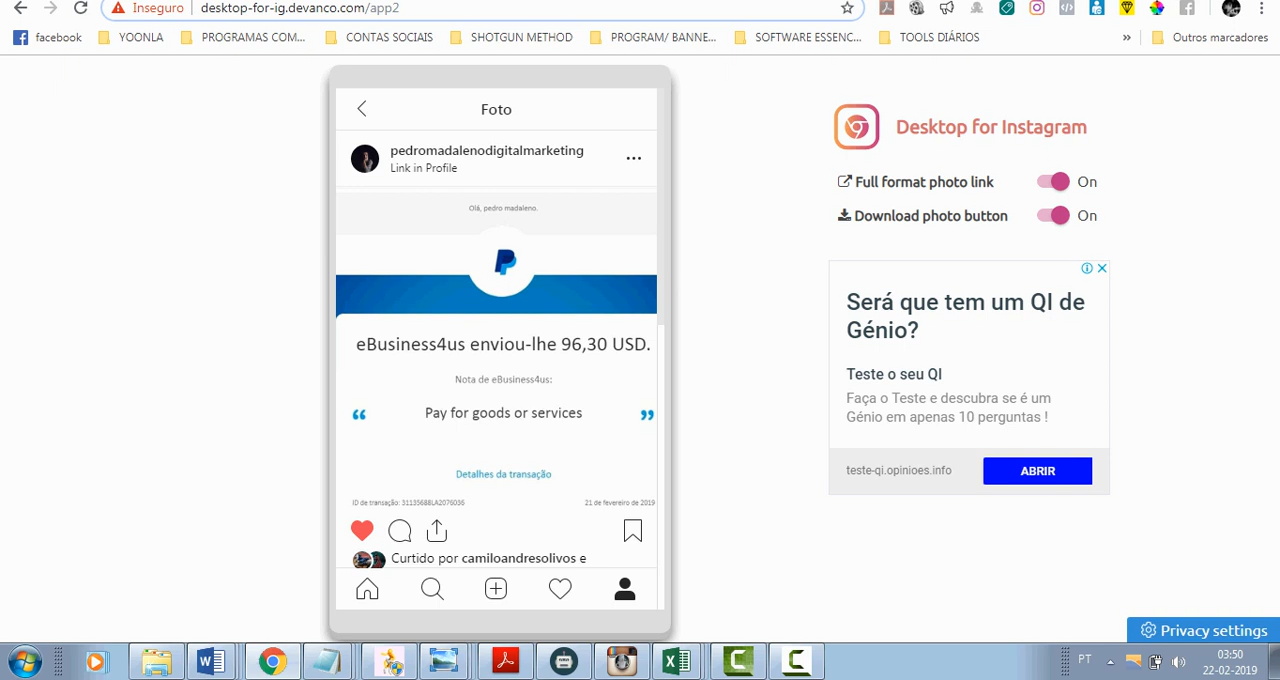 Inseguro
desktop-for-ig.devanco.com/app2
facebook
YOONLA
PROGRAMAS COM...
CONTAS SOCIAIS
SHOTGUN METHOD
PROGRAM/ BANNE...
SOFTWARE ESSENC...
TOOLS DIÁRIOS
»
Outros marcadores
Foto
pedromadalenodigitalmarketing
Link in Profile
Olá, pedro madaleno.
eBusiness4us enviou-lhe 96,30 USD.
Nota de eBusiness4us:
“ Pay for goods or services ”
Detalhes da transação
ID de transação: 31135688LA2076036
21 de fevereiro de 2019
Curtido por camiloandresolivos e
Desktop for Instagram
Full format photo link On
Download photo button On
Será que tem um QI de
Génio?
Teste o seu QI
Faça o Teste e descubra se é um
Génio em apenas 10 perguntas !
teste-qi.opinioes.info
ABRIR
Privacy settings
PT
03:50
22-02-2019